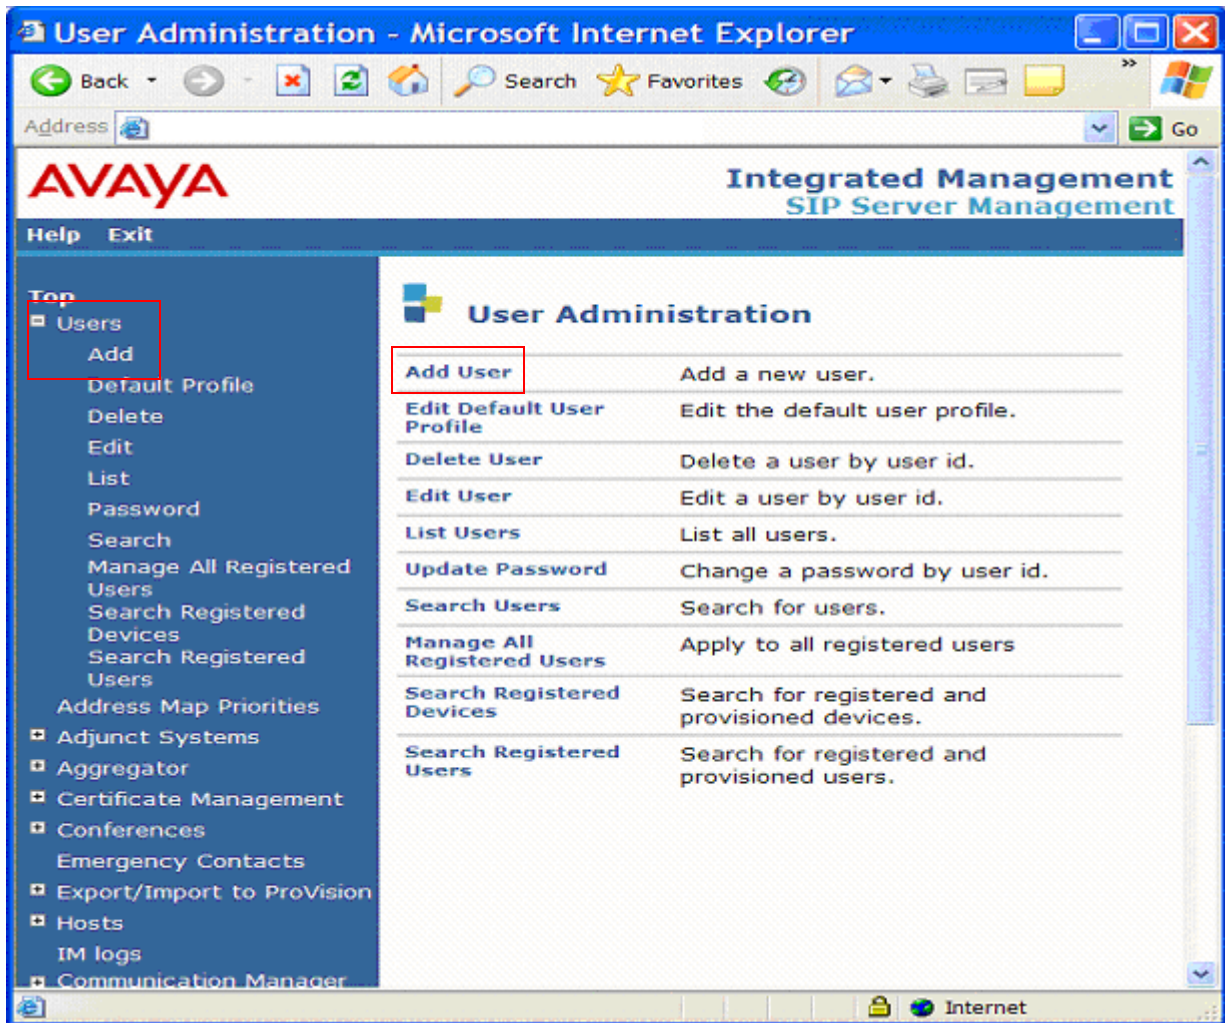 User Administration - Microsoft Internet Explorer
Back Search Favorites »
Address Go
AVAYA
Integrated Management
SIP Server Management
Help Exit
Top
Users
Add
Default Profile
Delete
Edit
List
Password
Search
Manage All Registered
Users
Search Registered
Devices
Search Registered
Users
Address Map Priorities
Adjunct Systems
Aggregator
Certificate Management
Conferences
Emergency Contacts
Export/Import to ProVision
Hosts
IM logs
Communication Manager
User Administration
Add User Add a new user.
Edit Default User Edit the default user profile.
Profile
Delete User Delete a user by user id.
Edit User Edit a user by user id.
List Users List all users.
Update Password Change a password by user id.
Search Users Search for users.
Manage All Apply to all registered users
Registered Users
Search Registered Search for registered and
Devices provisioned devices.
Search Registered Search for registered and
Users provisioned users.
Internet